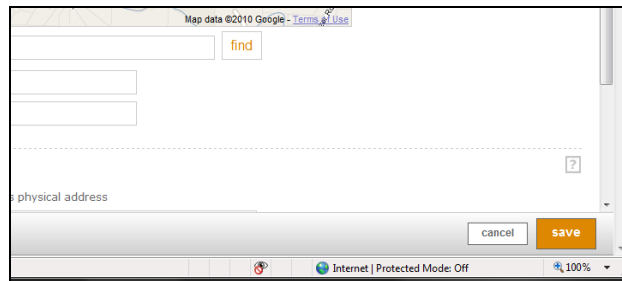 Map data ©2010 Google - Terms of Use
find
?
s physical address
cancel save
Internet | Protected Mode: Off 100%